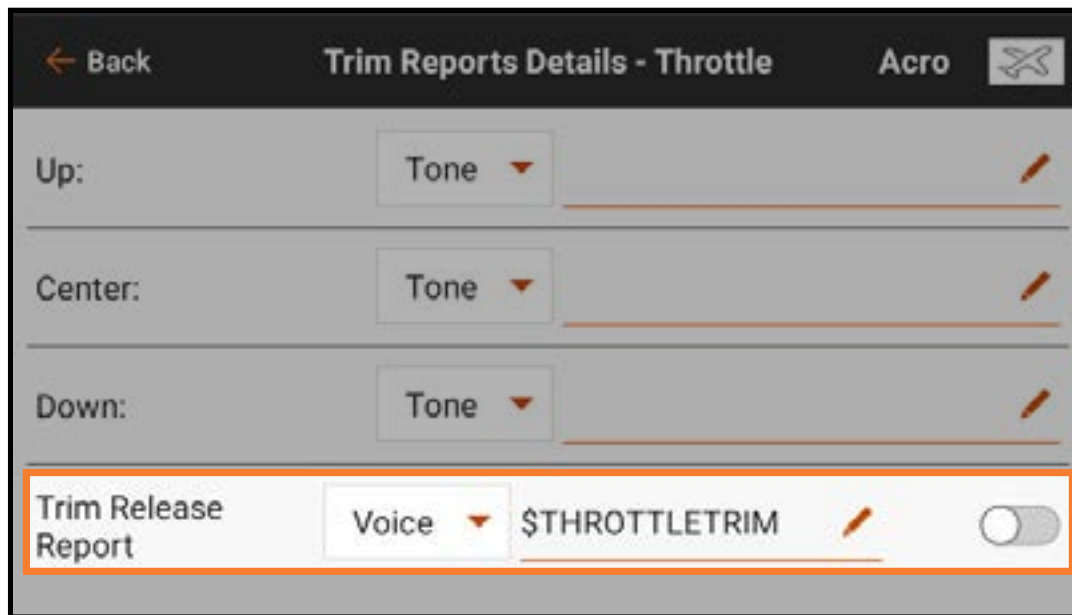 Back Trim Reports Details - Throttle Acro
Up: Tone
Center: Tone
Down: Tone
Trim Release
Report Voice $THROTTLETRIM